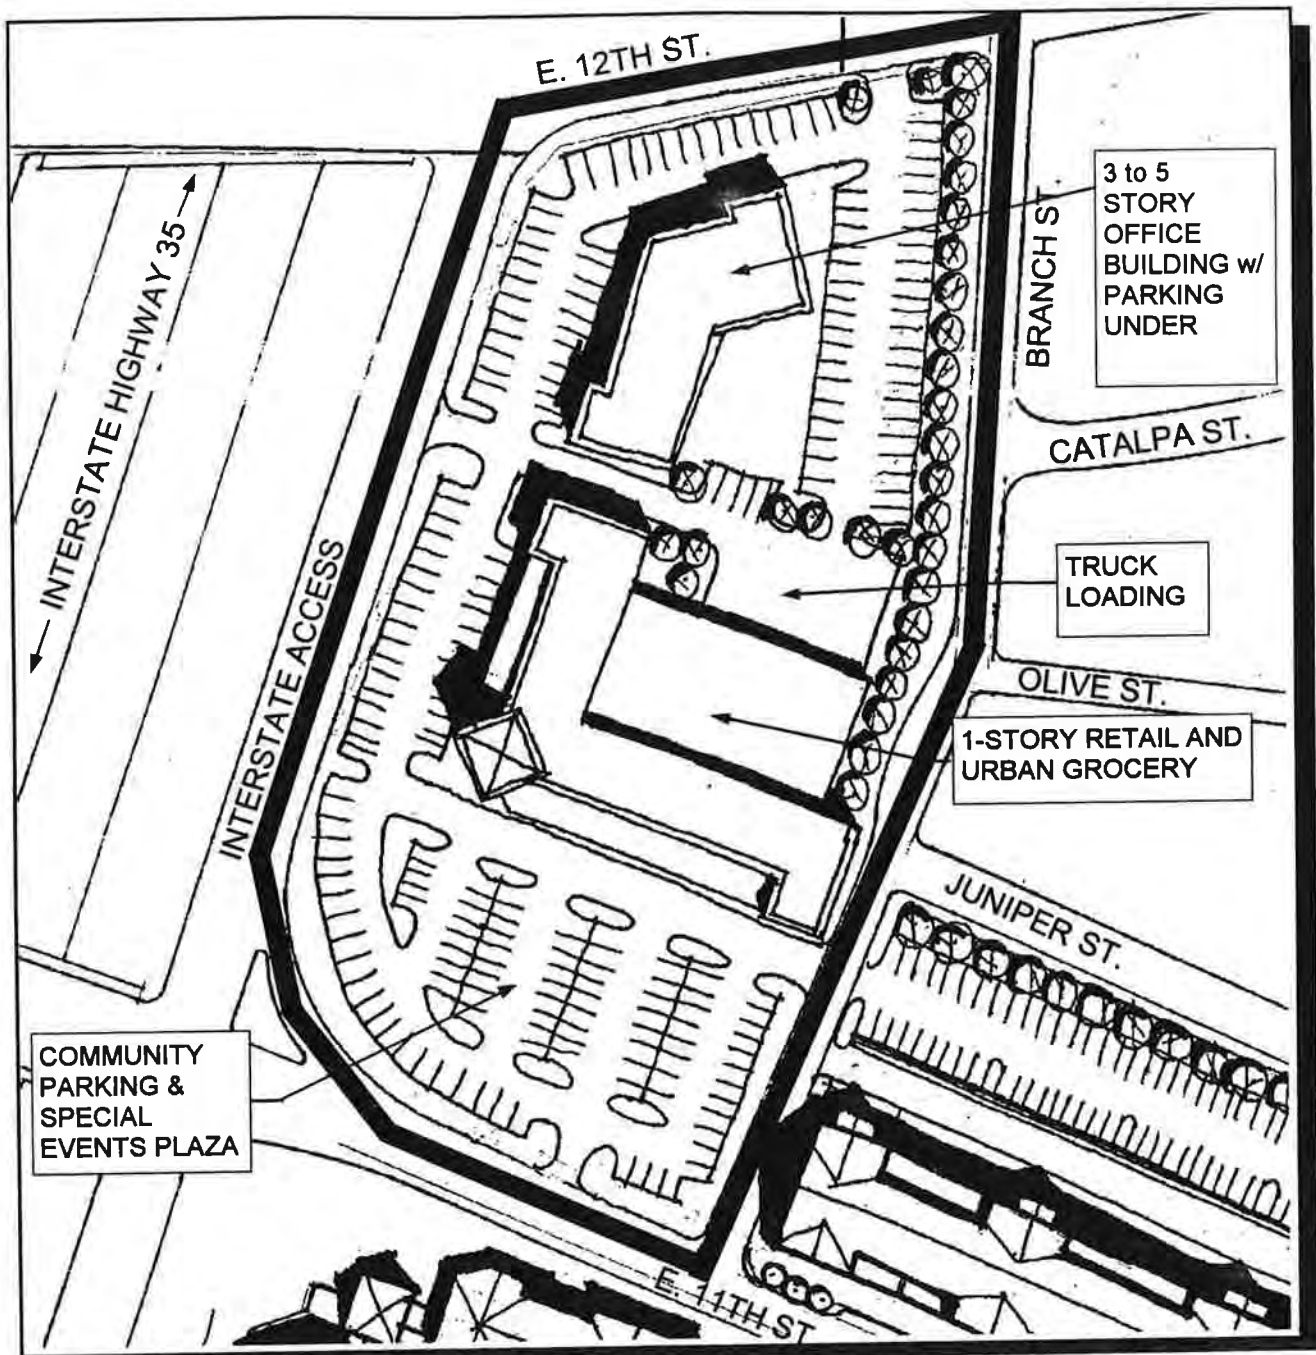 E. 12TH ST.
3 to 5
STORY
OFFICE
BUILDING w/
PARKING
UNDER
BRANCH ST.
INTERSTATE HIGHWAY 35
CATALPA ST.
TRUCK
LOADING
INTERSTATE ACCESS
OLIVE ST.
1-STORY RETAIL AND
URBAN GROCERY
JUNIPER ST.
COMMUNITY
PARKING &
SPECIAL
EVENTS PLAZA
E. 11TH ST